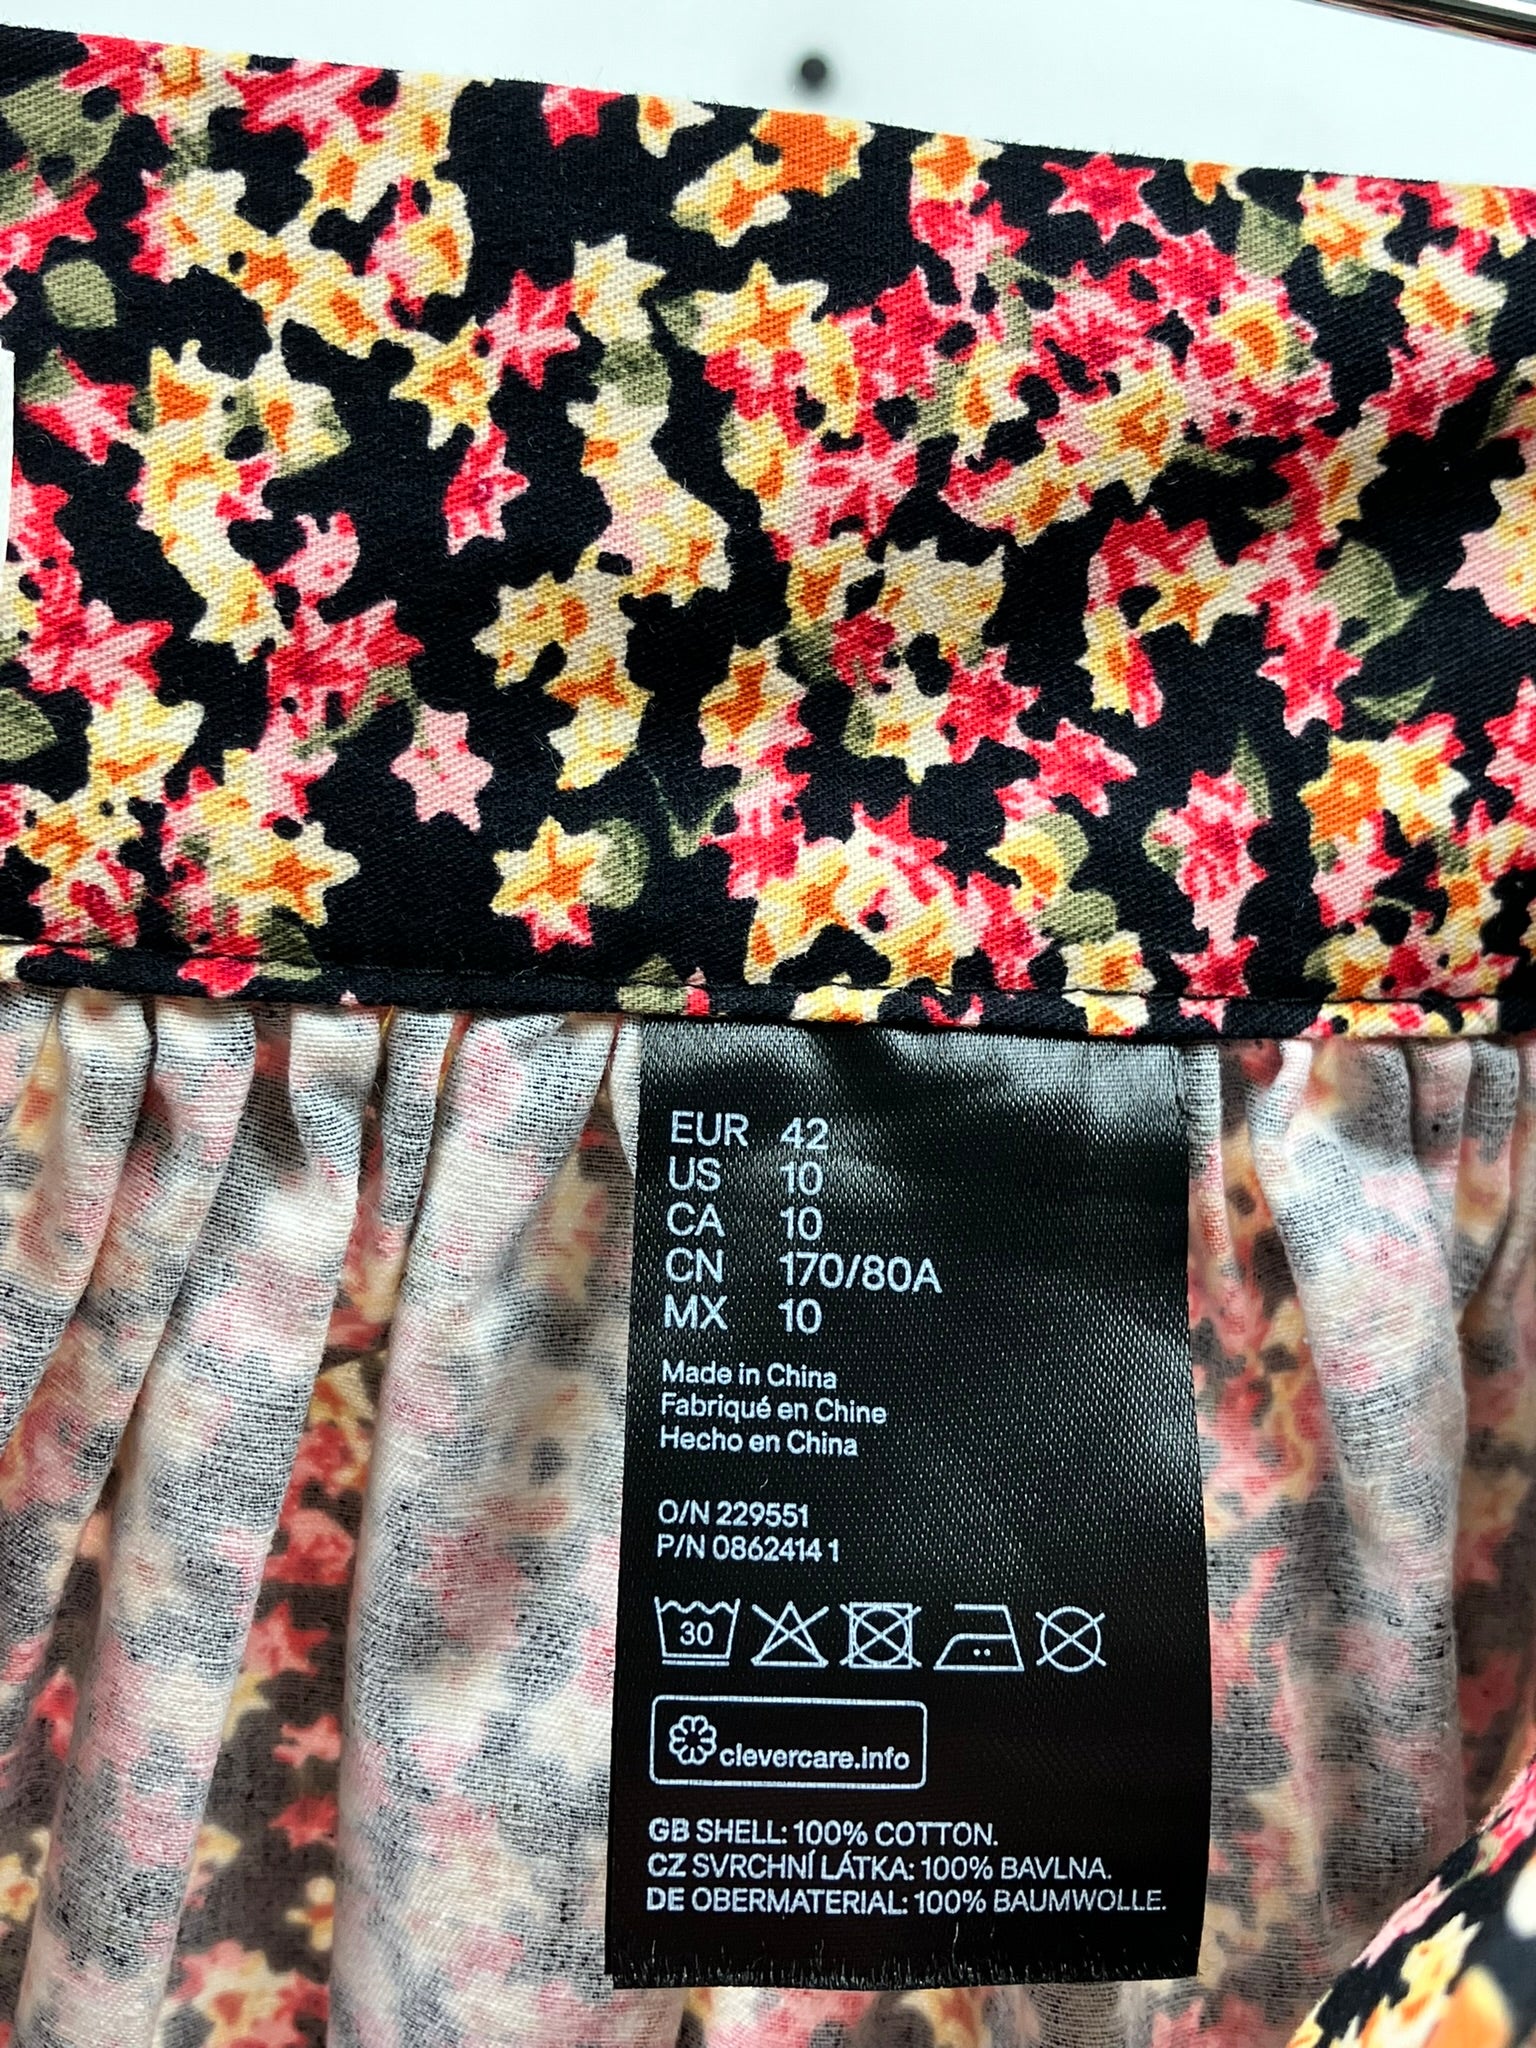 EUR 42
US 10
CA 10
CN 170/80A
MX 10
Made in China
Fabriqué en Chine
Hecho en China
O/N 229551
P/N 0862414 1
30
clevercare.info
GB SHELL: 100% COTTON.
CZ SVRCHNÍ LÁTKA: 100% BAVLNA.
DE OBERMATERIAL: 100% BAUMWOLLE.